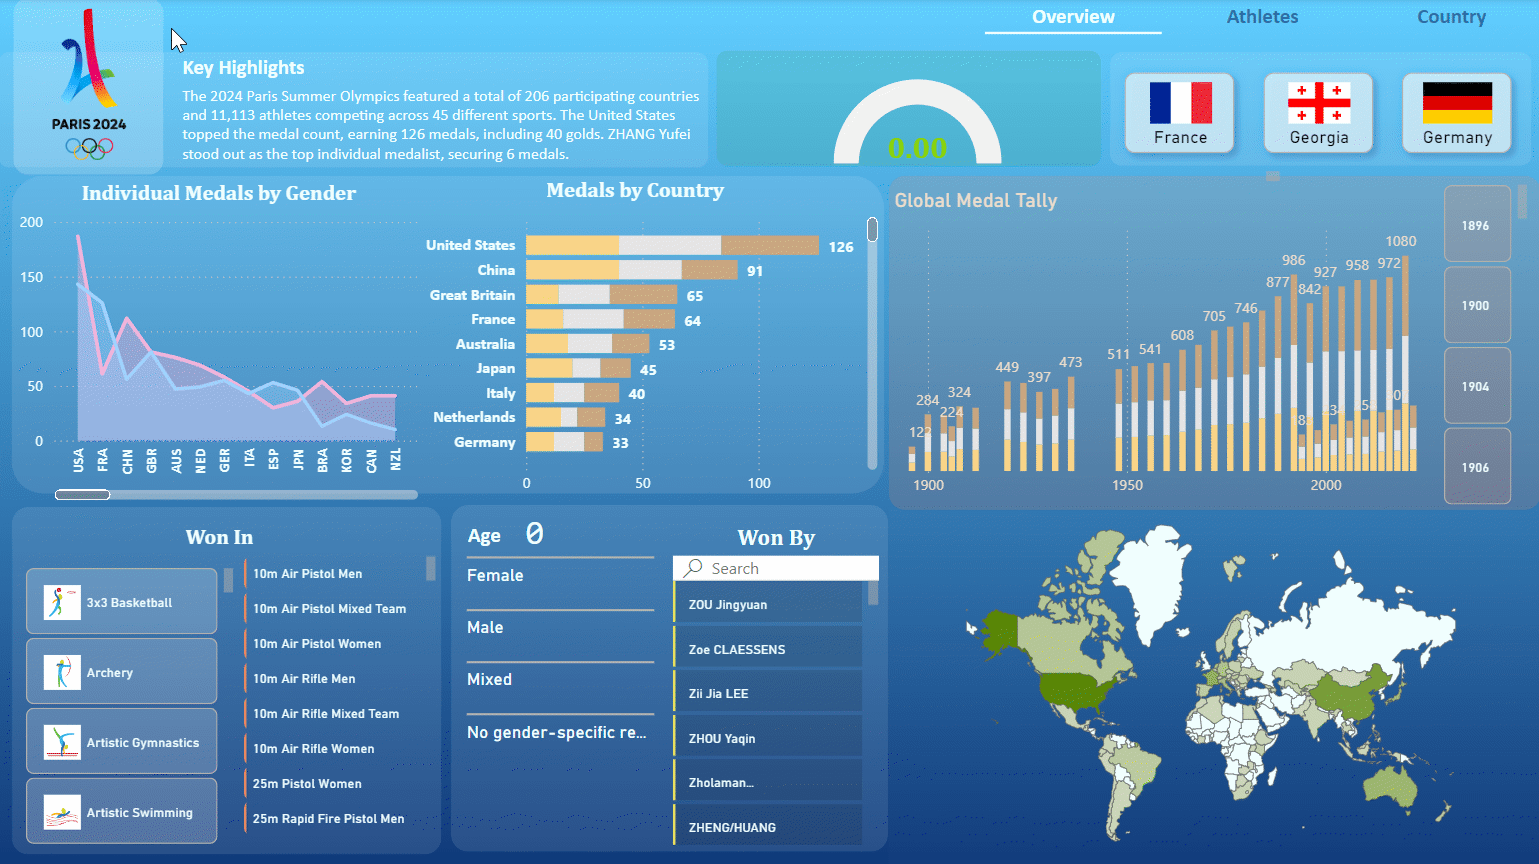 Overview
Athletes
Country
PARIS 2024
Key Highlights
The 2024 Paris Summer Olympics featured a total of 206 participating countries
and 11,113 athletes competing across 45 different sports. The United States
topped the medal count, earning 126 medals, including 40 golds. ZHANG Yufei
stood out as the top individual medalist, securing 6 medals.
0.00
France
Georgia
Germany
Individual Medals by Gender
200
150
100
50
0
USA
FRA
CHN
GBR
AUS
NED
GER
ITA
ESP
JPN
BRA
KOR
CAN
NZL
Medals by Country
United States 126
China 91
Great Britain 65
France 64
Australia 53
Japan 45
Italy 40
Netherlands 34
Germany 33
0 50 100
Global Medal Tally
284
224
324
449
397
473
511
541
608
705
746
877
986
842
927
958
972
1080
1900 1950 2000
1896
1900
1904
1906
Won In
3x3 Basketball
Archery
Artistic Gymnastics
Artistic Swimming
10m Air Pistol Men
10m Air Pistol Mixed Team
10m Air Pistol Women
10m Air Rifle Men
10m Air Rifle Mixed Team
10m Air Rifle Women
25m Pistol Women
25m Rapid Fire Pistol Men
Age 0
Female
Male
Mixed
No gender-specific re...
Won By
Search
ZOU Jingyuan
Zoe CLAESSENS
Zii Jia LEE
ZHOU Yaqin
Zholaman...
ZHENG/HUANG